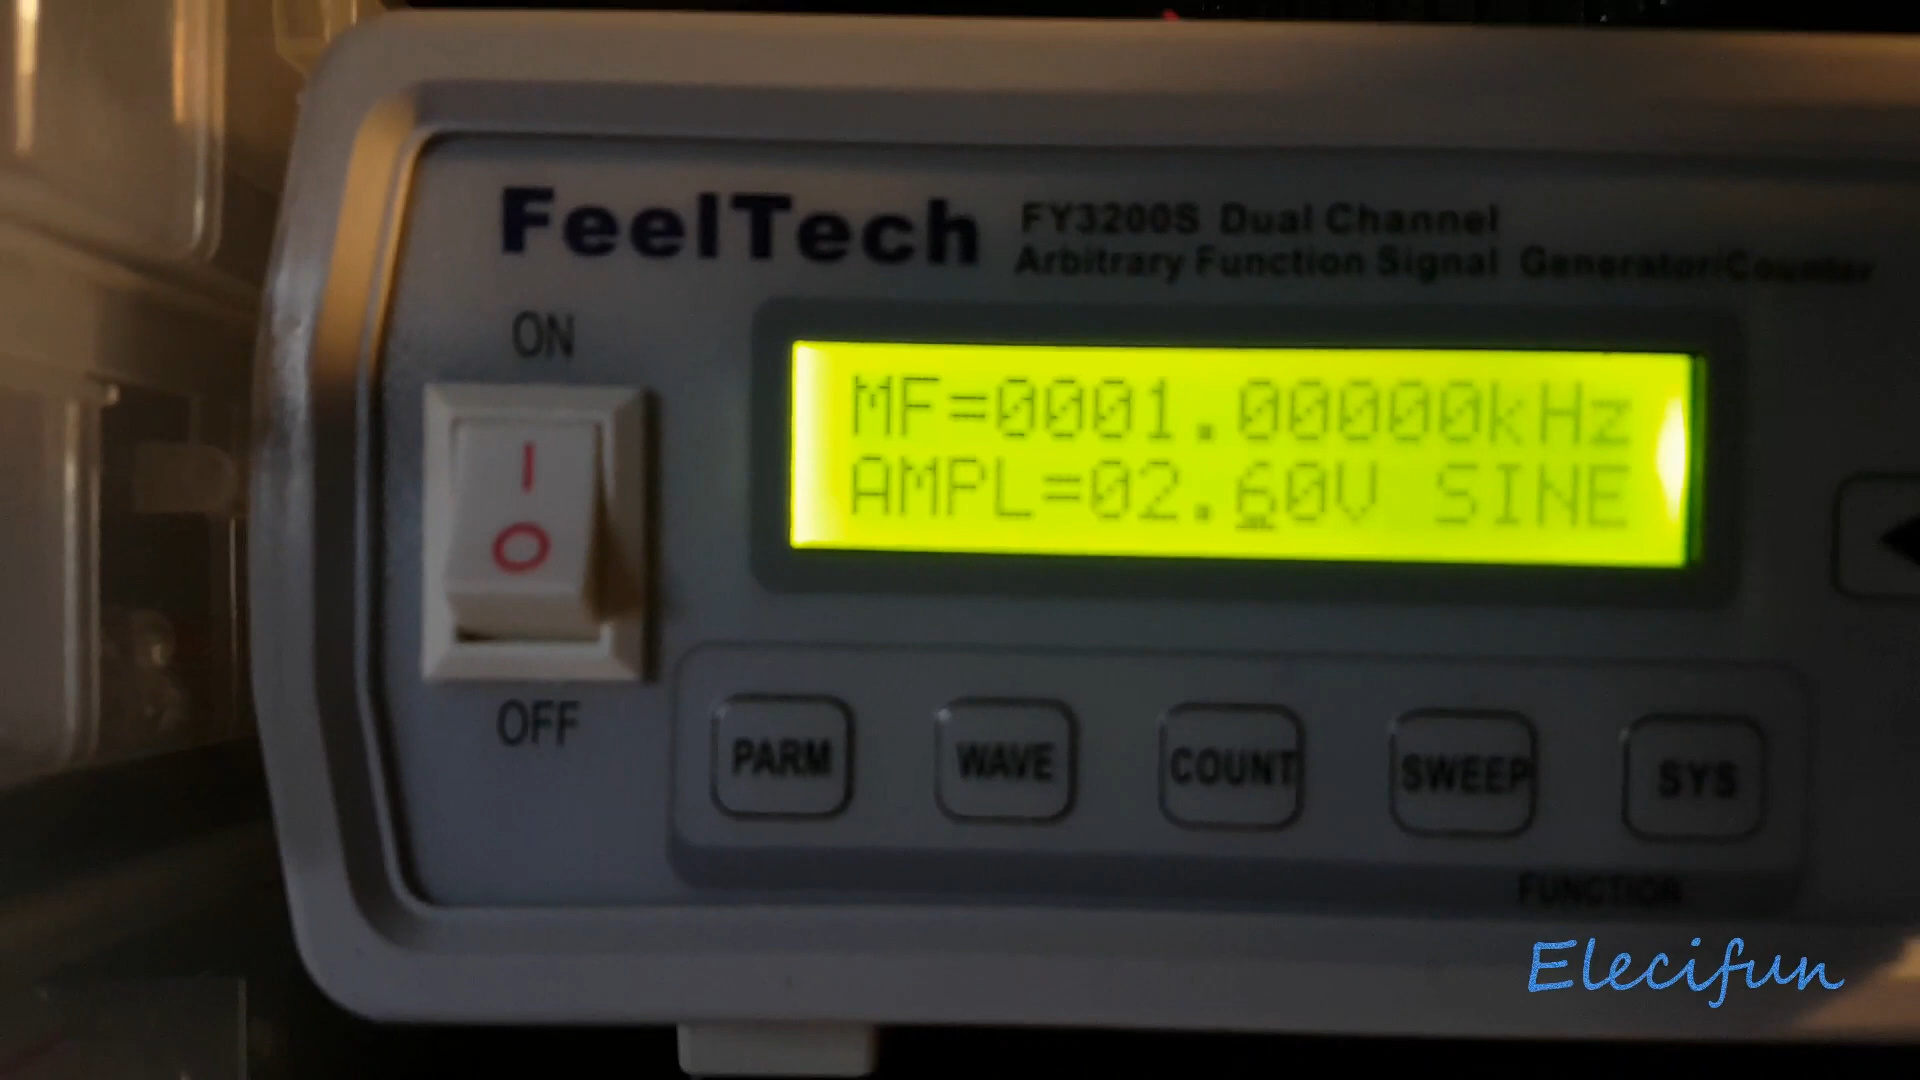 FeelTech
FY3200S Dual Channel
Arbitrary Function Signal Generator/Counter
ON
MF=0001.00000kHz
AMPL=02.60V SINE
I
O
OFF
PARM WAVE COUNT SWEEP SYS
FUNCTION
Elecifun